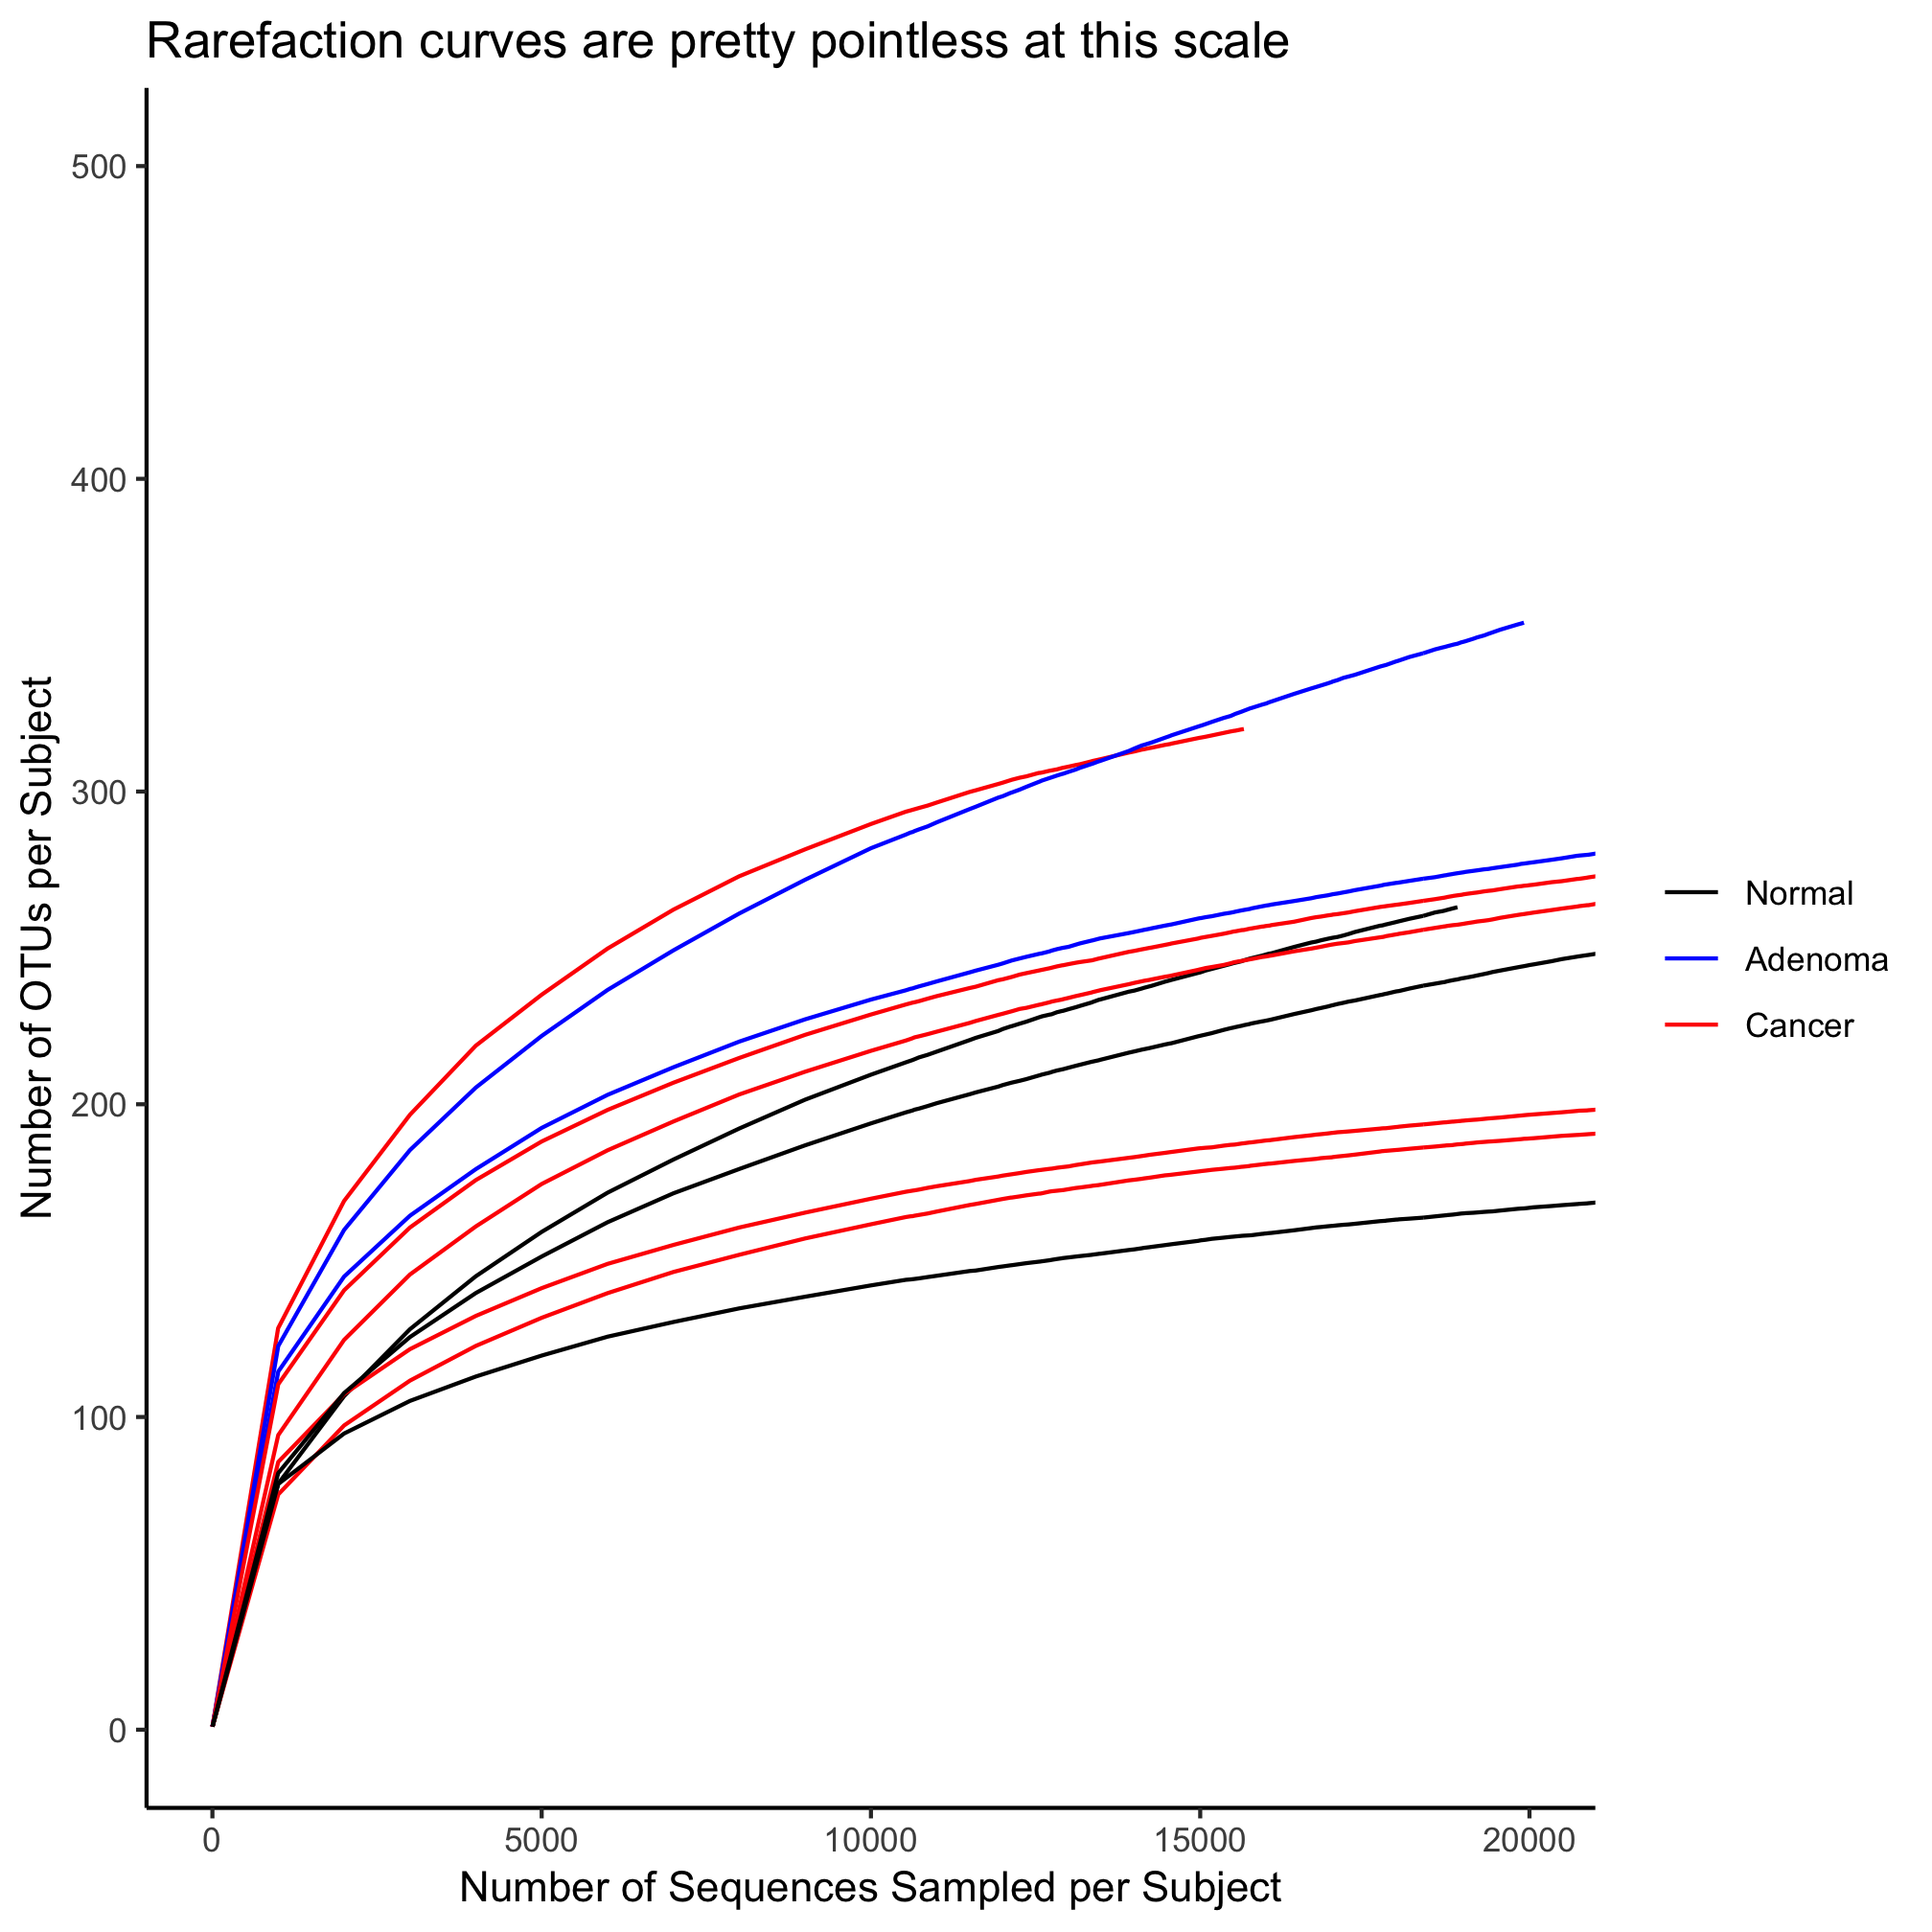 Rarefaction curves are pretty pointless at this scale
Number of OTUs per Subject
500
400
300
200
100
0
0 5000 10000 15000 20000
Number of Sequences Sampled per Subject
Normal
Adenoma
Cancer